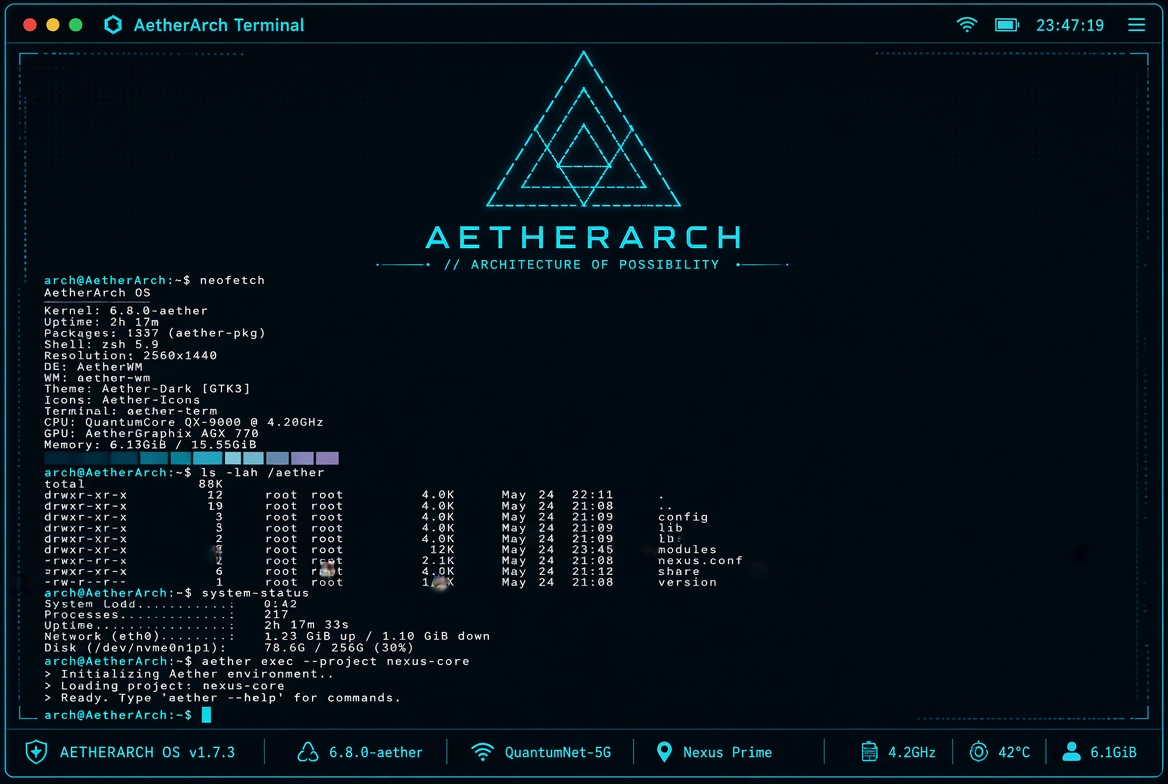 AetherArch Terminal 23:47:19
AETHERARCH
// ARCHITECTURE OF POSSIBILITY
arch@AetherArch:~$ neofetch
AetherArch OS
Kernel: 6.8.0-aether
Uptime: 2h 17m
Packages: 1337 (aether-pkg)
Shell: zsh 5.9
Resolution: 2560x1440
DE: AetherWM
WM: aether-wm
Theme: Aether-Dark [GTK3]
Icons: Aether-Icons
Terminal: aether-term
CPU: QuantumCore QX-9000 @ 4.20GHz
GPU: AetherGraphix AGX 770
Memory: 6.13GiB / 15.55GiB
arch@AetherArch:~$ ls -lah /aether
total 88K
drwxr-xr-x 12 root root 4.0K May 24 22:11 .
drwxr-xr-x 19 root root 4.0K May 24 21:08 ..
drwxr-xr-x 3 root root 4.0K May 24 21:09 config
drwxr-xr-x root root 4.0K May 24 21:09 lib
drwxr-xr-x 2 root root 4.0K May 24 21:09
drwxr-xr-x root root 12K May 24 23:45 modules
-rwxr-xr-x root 2.1K May 24 21:08 nexus.conf
drwxr-xr-x 6 root 4.0K May 24 21:12 share
-rw-r--r-- 1 root root May 24 21:08 version
arch@AetherArch:~$ system-status
System Load...........: 0:42
Processes.............: 217
Uptime................: 2h 17m 33s
Network (eth0)........: 1.23 GiB up / 1.10 GiB down
Disk (/dev/nvme0n1p1): 78.6G / 256G (30%)
arch@AetherArch:~$ aether exec --project nexus-core
> Initializing Aether environment..
> Loading project: nexus-core
> Ready. Type 'aether --help' for commands.
arch@AetherArch:~$
AETHERARCH OS v1.7.3 6.8.0-aether QuantumNet-5G Nexus Prime 4.2GHz 42°C 6.1GiB